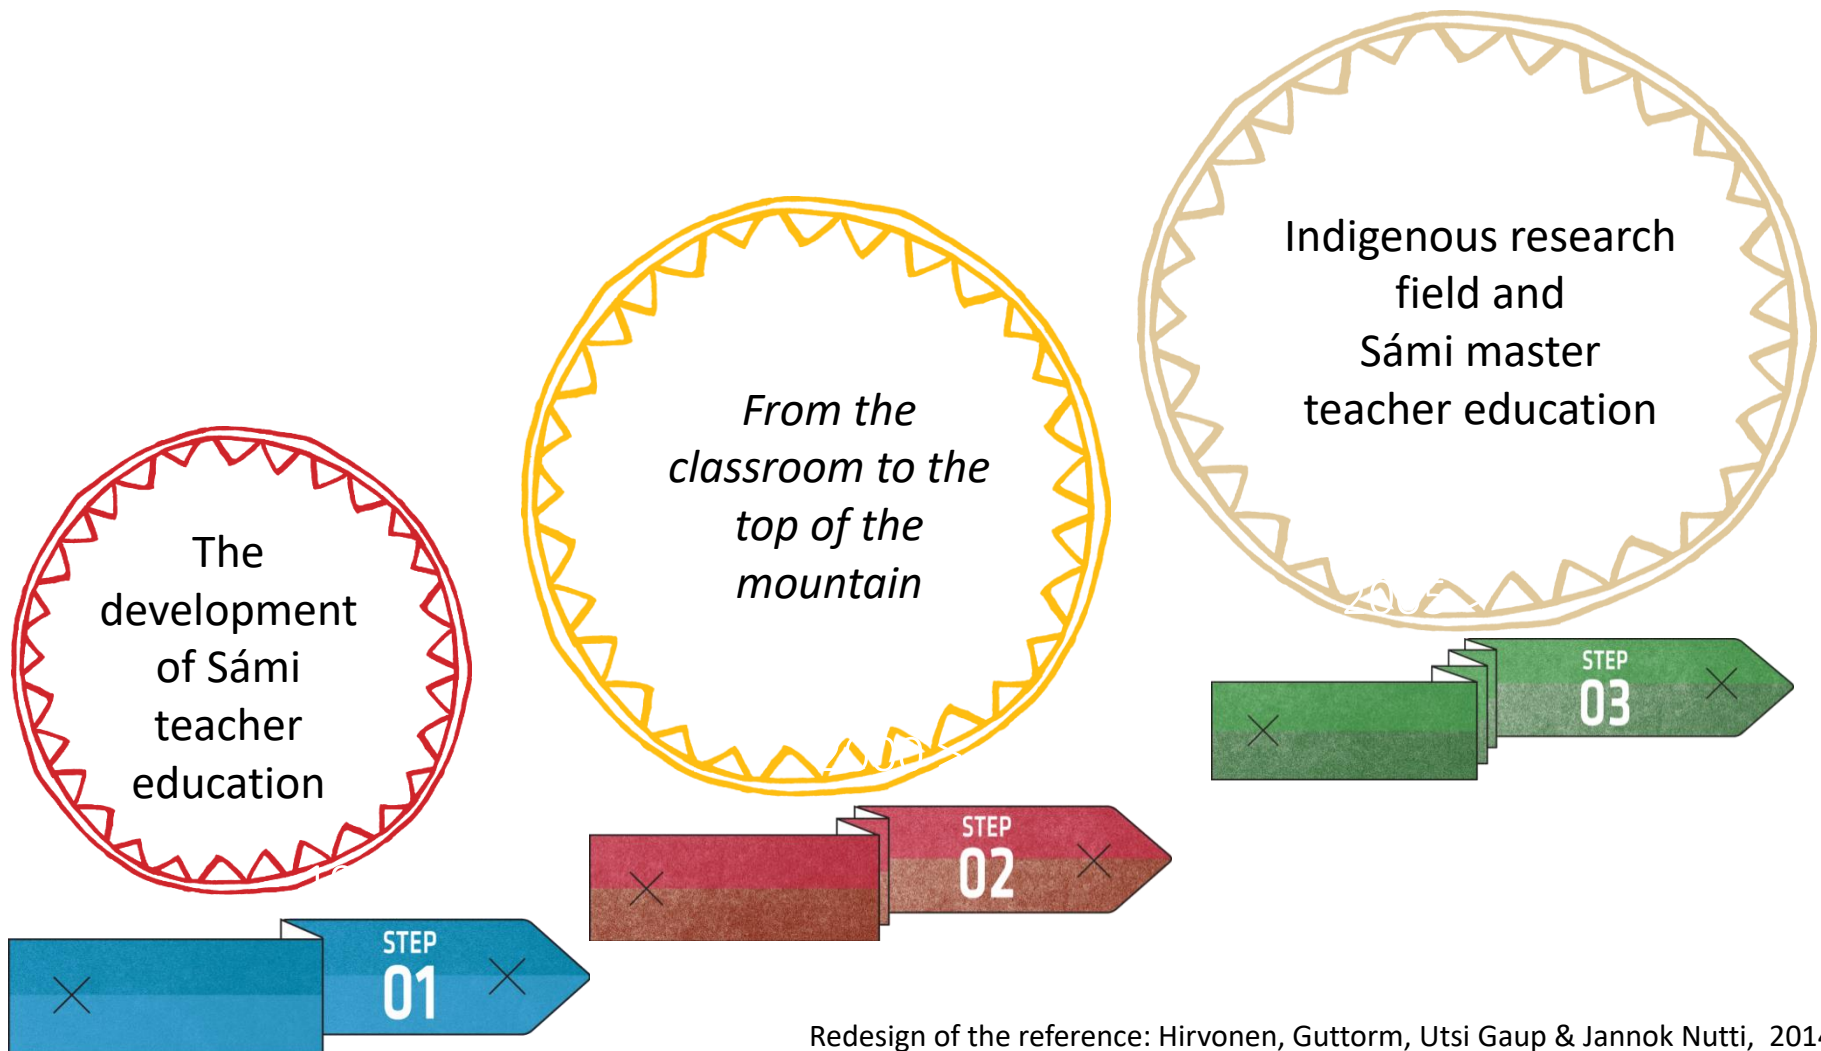 The
development
of Sámi
teacher
education
STEP
01
From the
classroom to the
top of the
mountain
STEP
02
Indigenous research
field and
Sámi master
teacher education
STEP
03
Redesign of the reference: Hirvonen, Guttorm, Utsi Gaup & Jannok Nutti, 2014